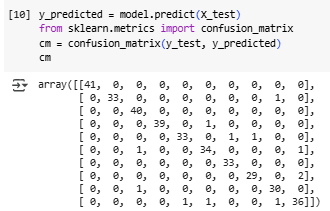 [10] y_predicted = model.predict(X_test)
from sklearn.metrics import confusion_matrix
cm = confusion_matrix(y_test, y_predicted)
cm
array([[41, 0, 0, 0, 0, 0, 0, 0, 0, 0],
[ 0, 33, 0, 0, 0, 0, 0, 0, 1, 0],
[ 0, 0, 40, 0, 0, 0, 0, 0, 0, 0],
[ 0, 0, 0, 39, 0, 1, 0, 0, 0, 0],
[ 0, 0, 0, 0, 33, 0, 1, 1, 0, 0],
[ 0, 0, 1, 0, 0, 34, 0, 0, 0, 1],
[ 0, 0, 0, 0, 0, 0, 33, 0, 0, 0],
[ 0, 0, 0, 0, 0, 0, 0, 29, 0, 2],
[ 0, 0, 1, 0, 0, 0, 0, 0, 30, 0],
[ 0, 0, 0, 0, 1, 1, 0, 0, 1, 36]])